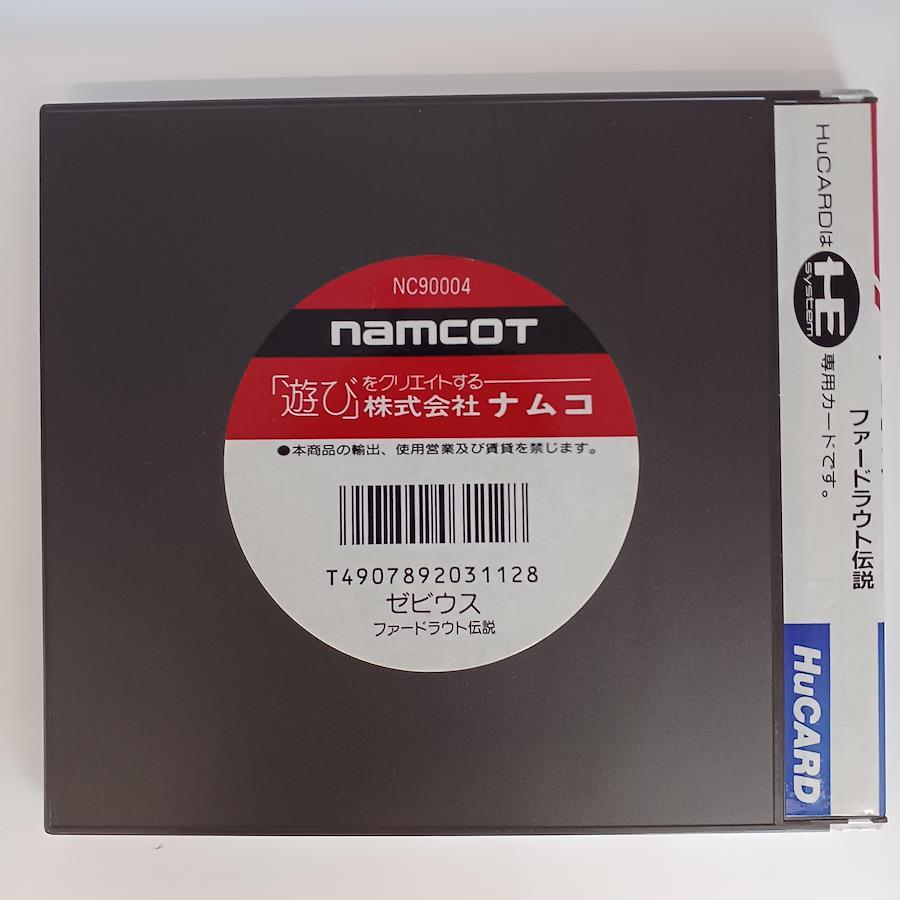 NC90004
namcot
「遊び」をクリエイトする
株式会社ナムコ
●本商品の輸出、使用営業及び賃貸を禁じます。
T4907892031128
ゼビウス
ファードラウト伝説
HuCARDは HE SYSTEM 専用カードです。
ファードラウト伝説
HuCARD